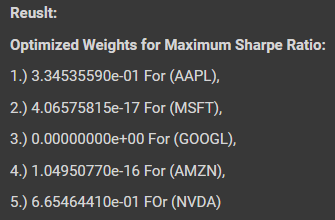 Reuslt:
Optimized Weights for Maximum Sharpe Ratio:
1.) 3.34535590e-01 For (AAPL),
2.) 4.06575815e-17 For (MSFT),
3.) 0.00000000e+00 For (GOOGL),
4.) 1.04950770e-16 For (AMZN),
5.) 6.65464410e-01 FOr (NVDA)